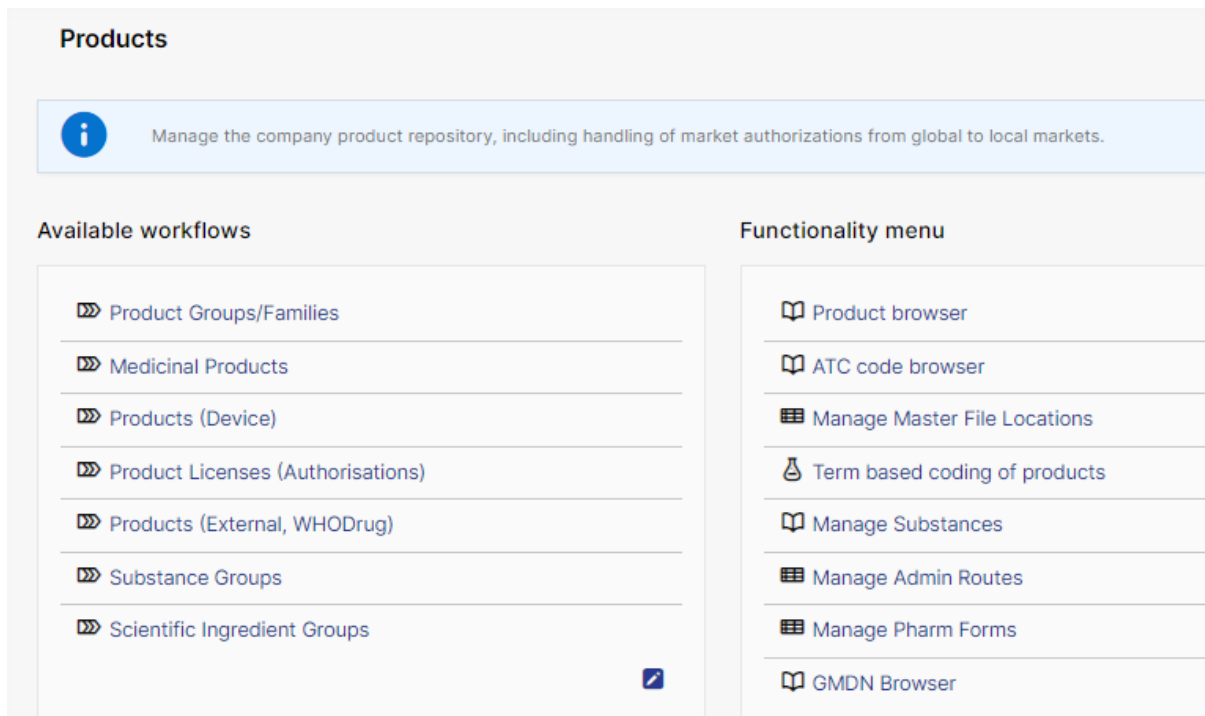 Products
Manage the company product repository, including handling of market authorizations from global to local markets.
Available workflows
Product Groups/Families
Medicinal Products
Products (Device)
Product Licenses (Authorisations)
Products (External, WHODrug)
Substance Groups
Scientific Ingredient Groups
Functionality menu
Product browser
ATC code browser
Manage Master File Locations
Term based coding of products
Manage Substances
Manage Admin Routes
Manage Pharm Forms
GMDN Browser